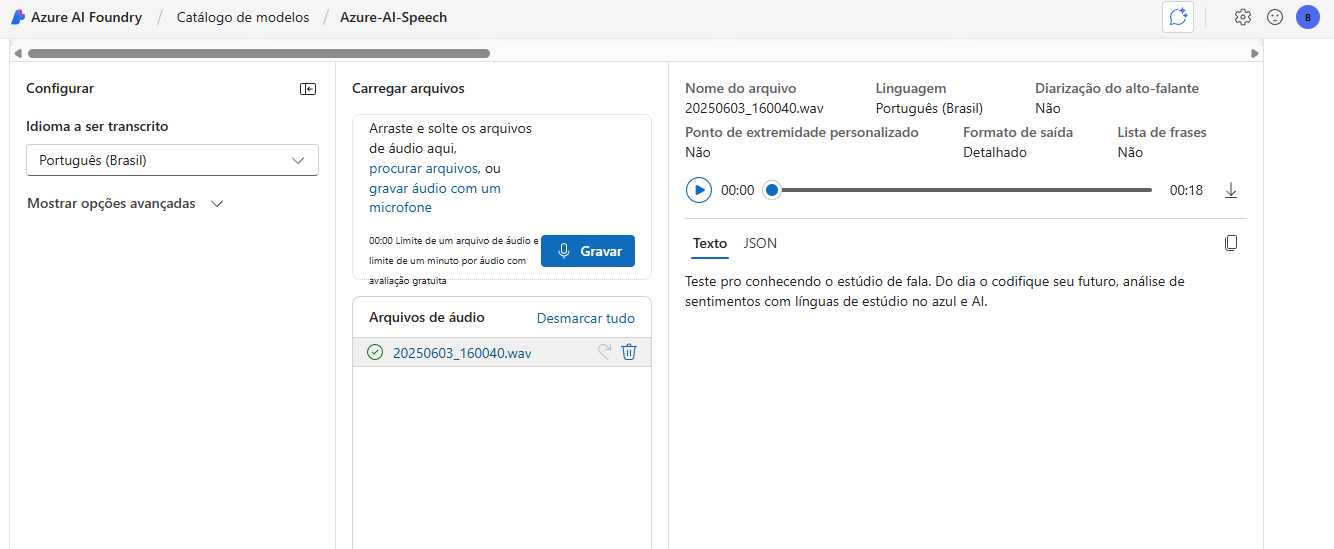 Azure AI Foundry / Catálogo de modelos / Azure-AI-Speech
B
Configurar
Idioma a ser transcrito
Português (Brasil)
Mostrar opções avançadas
Carregar arquivos
Arraste e solte os arquivos
de áudio aqui,
procurar arquivos, ou
gravar áudio com um
microfone
00:00 Limite de um arquivo de áudio e
limite de um minuto por áudio com
avaliação gratuita
Gravar
Arquivos de áudio
Desmarcar tudo
20250603_160040.wav
Nome do arquivo
20250603_160040.wav
Linguagem
Português (Brasil)
Diarização do alto-falante
Não
Ponto de extremidade personalizado
Não
Formato de saída
Detalhado
Lista de frases
Não
00:00
00:18
Texto
JSON
Teste pro conhecendo o estúdio de fala. Do dia o codifique seu futuro, análise de
sentimentos com línguas de estúdio no azul e AI.